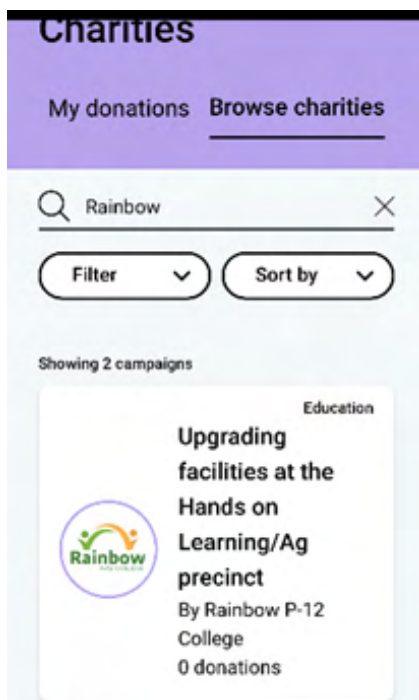 Charities
My donations Browse charities
Rainbow
Filter Sort by
Showing 2 campaigns
Education
Upgrading
facilities at the
Hands on
Learning/Ag
precinct
Rainbow
By Rainbow P-12
College
0 donations